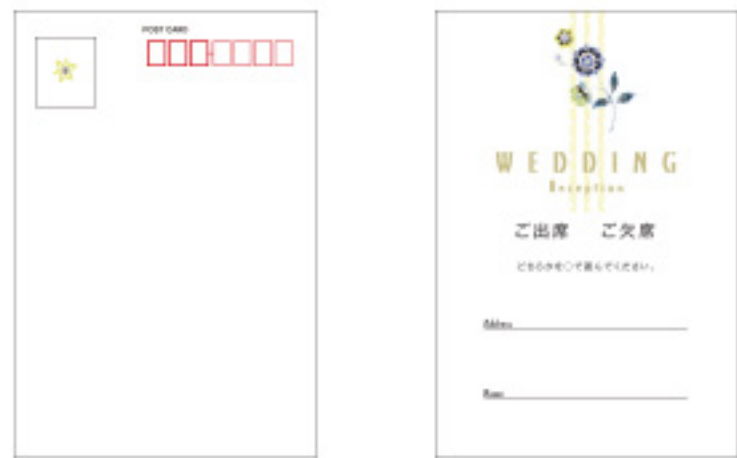 POST CARD
WEDDING
Reception
ご出席 ご欠席
どちらかを○で囲んでください。
Address
Name